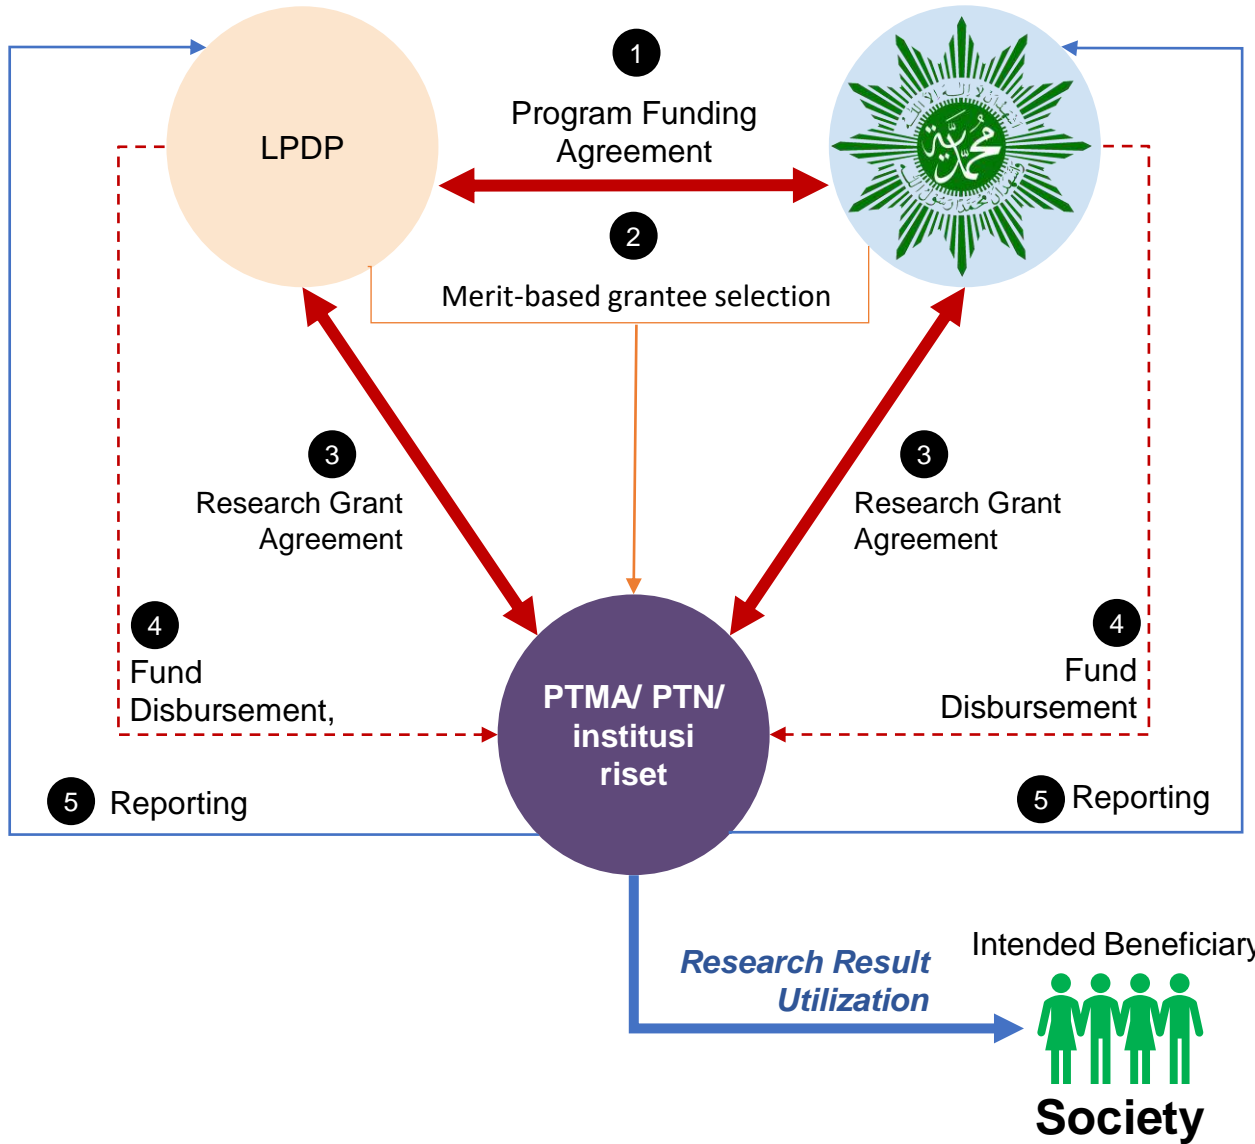 1
Program Funding
Agreement
LPDP
محمدية
2
Merit-based grantee selection
3
Research Grant
Agreement
3
Research Grant
Agreement
4
Fund
Disbursement,
4
Fund
Disbursement
PTMA/ PTN/
institusi
riset
5 Reporting
5 Reporting
Research Result
Utilization
Intended Beneficiary
Society